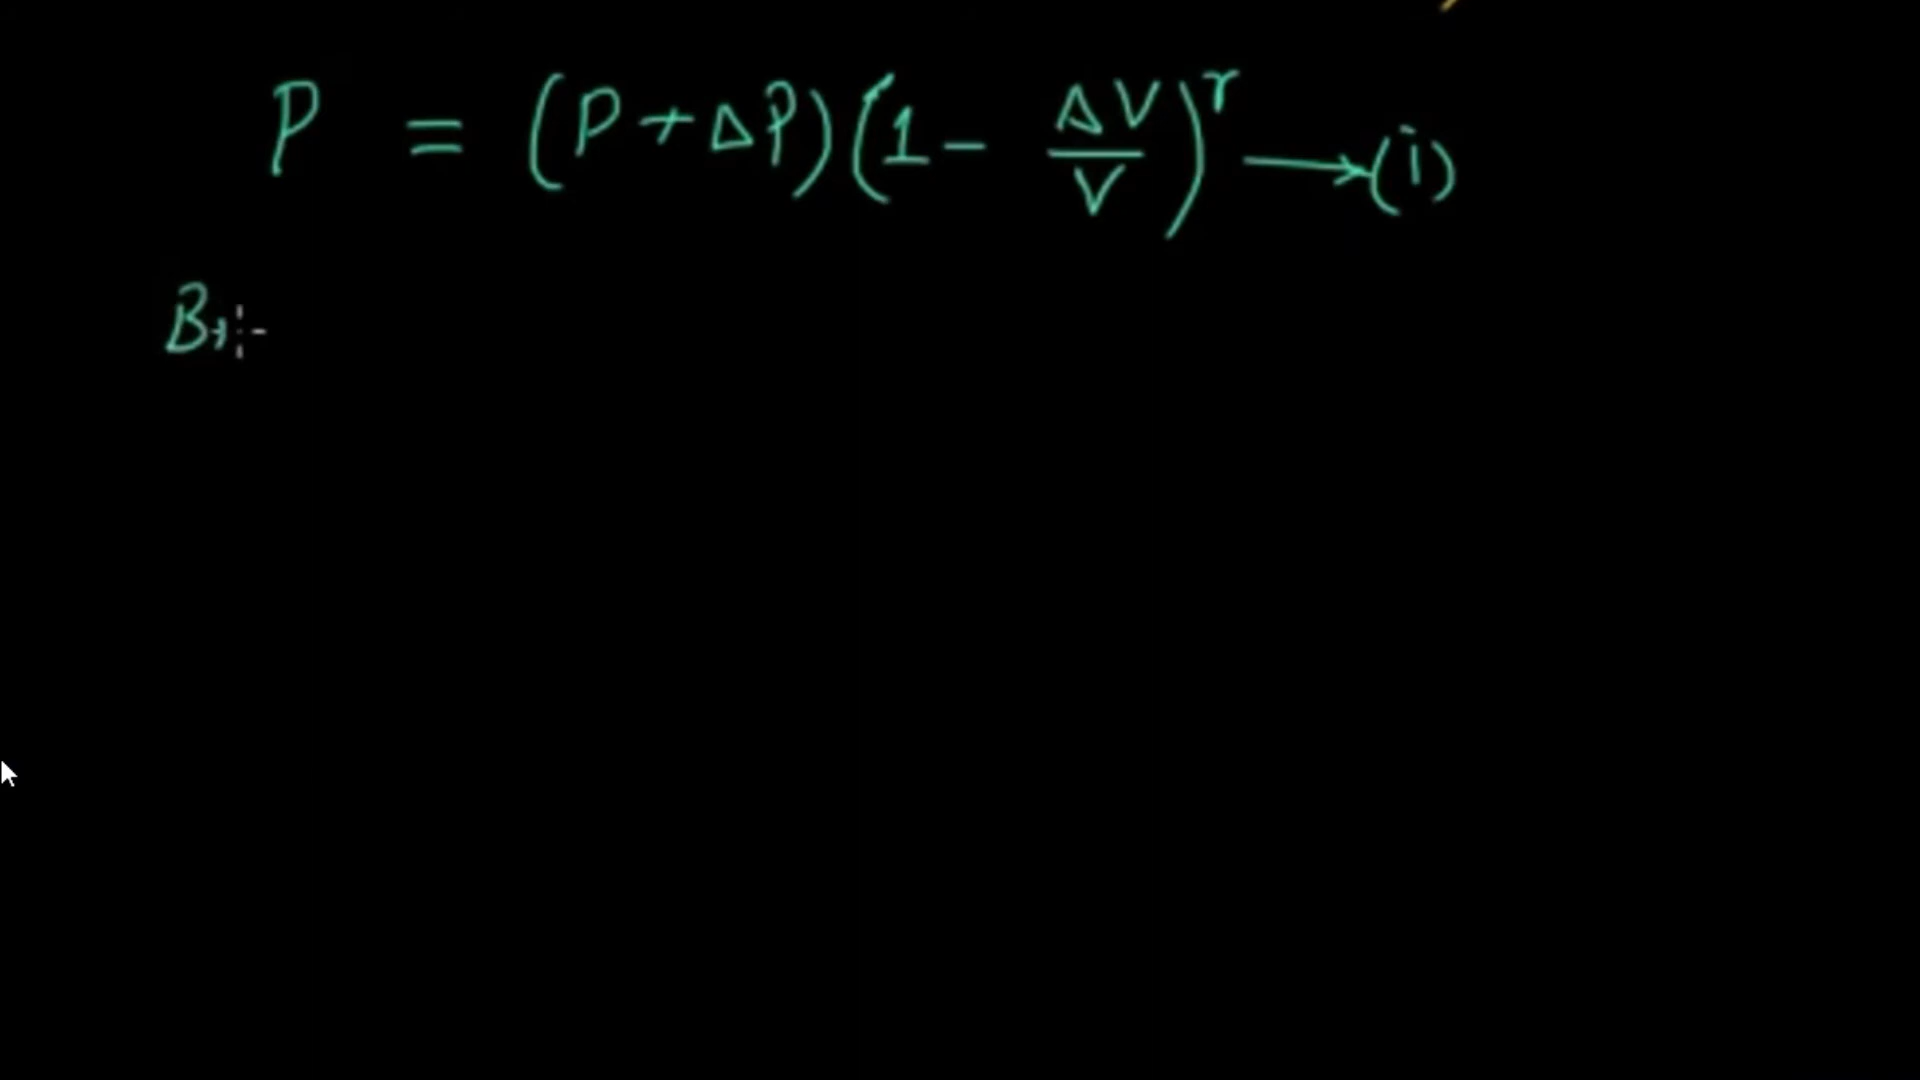 P = (P + ΔP)(1 - ΔV/V)^γ → (i)
B